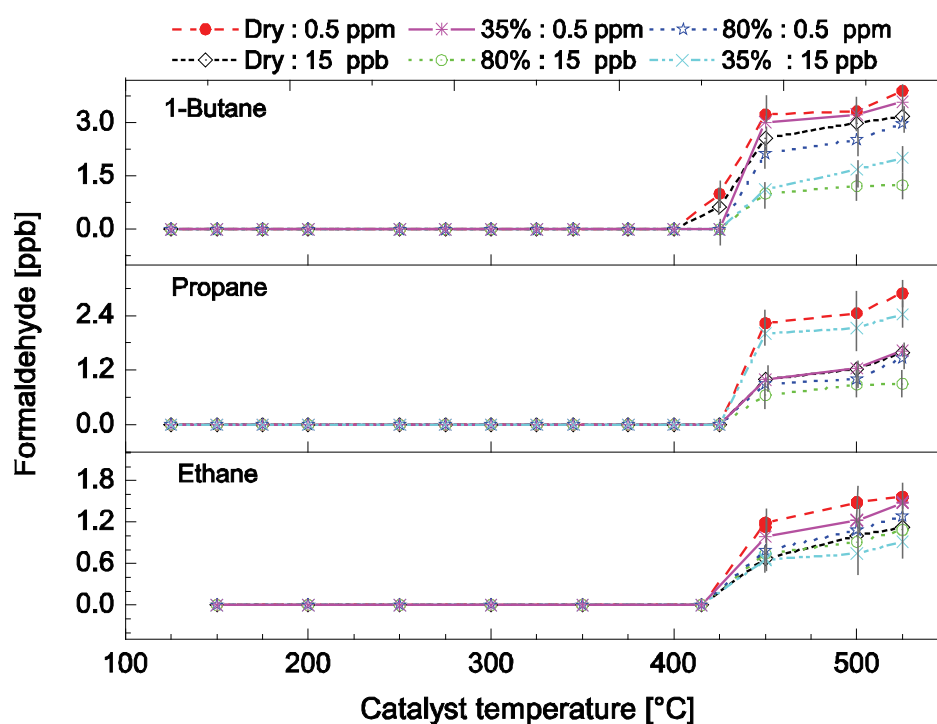 Dry : 0.5 ppm 35% : 0.5 ppm 80% : 0.5 ppm
Dry : 15 ppb 80% : 15 ppb 35% : 15 ppb
1-Butane
3.0
1.5
0.0
Propane
2.4
1.2
0.0
Ethane
1.8
1.2
0.6
0.0
Formaldehyde [ppb]
100 200 300 400 500
Catalyst temperature [°C]